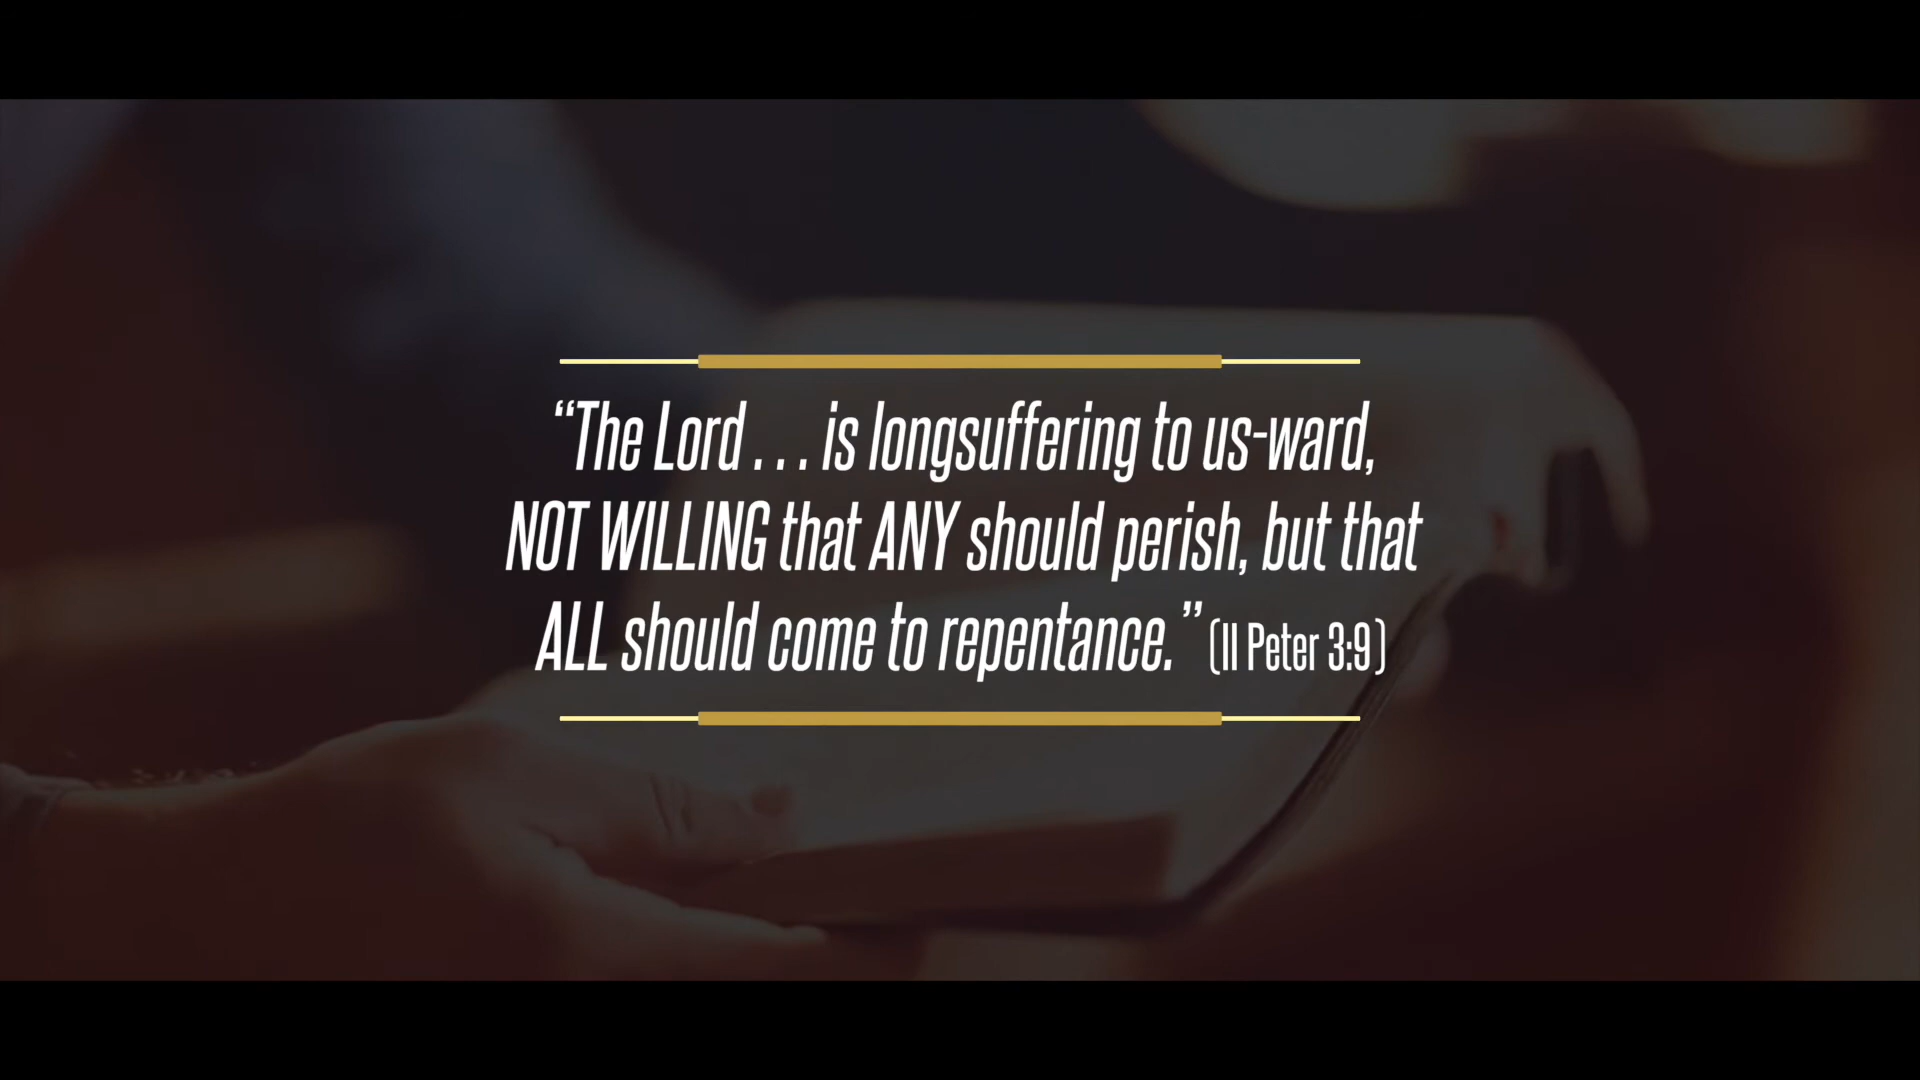 “The Lord . . . is longsuffering to us-ward,
NOT WILLING that ANY should perish, but that
ALL should come to repentance.” (II Peter 3:9)